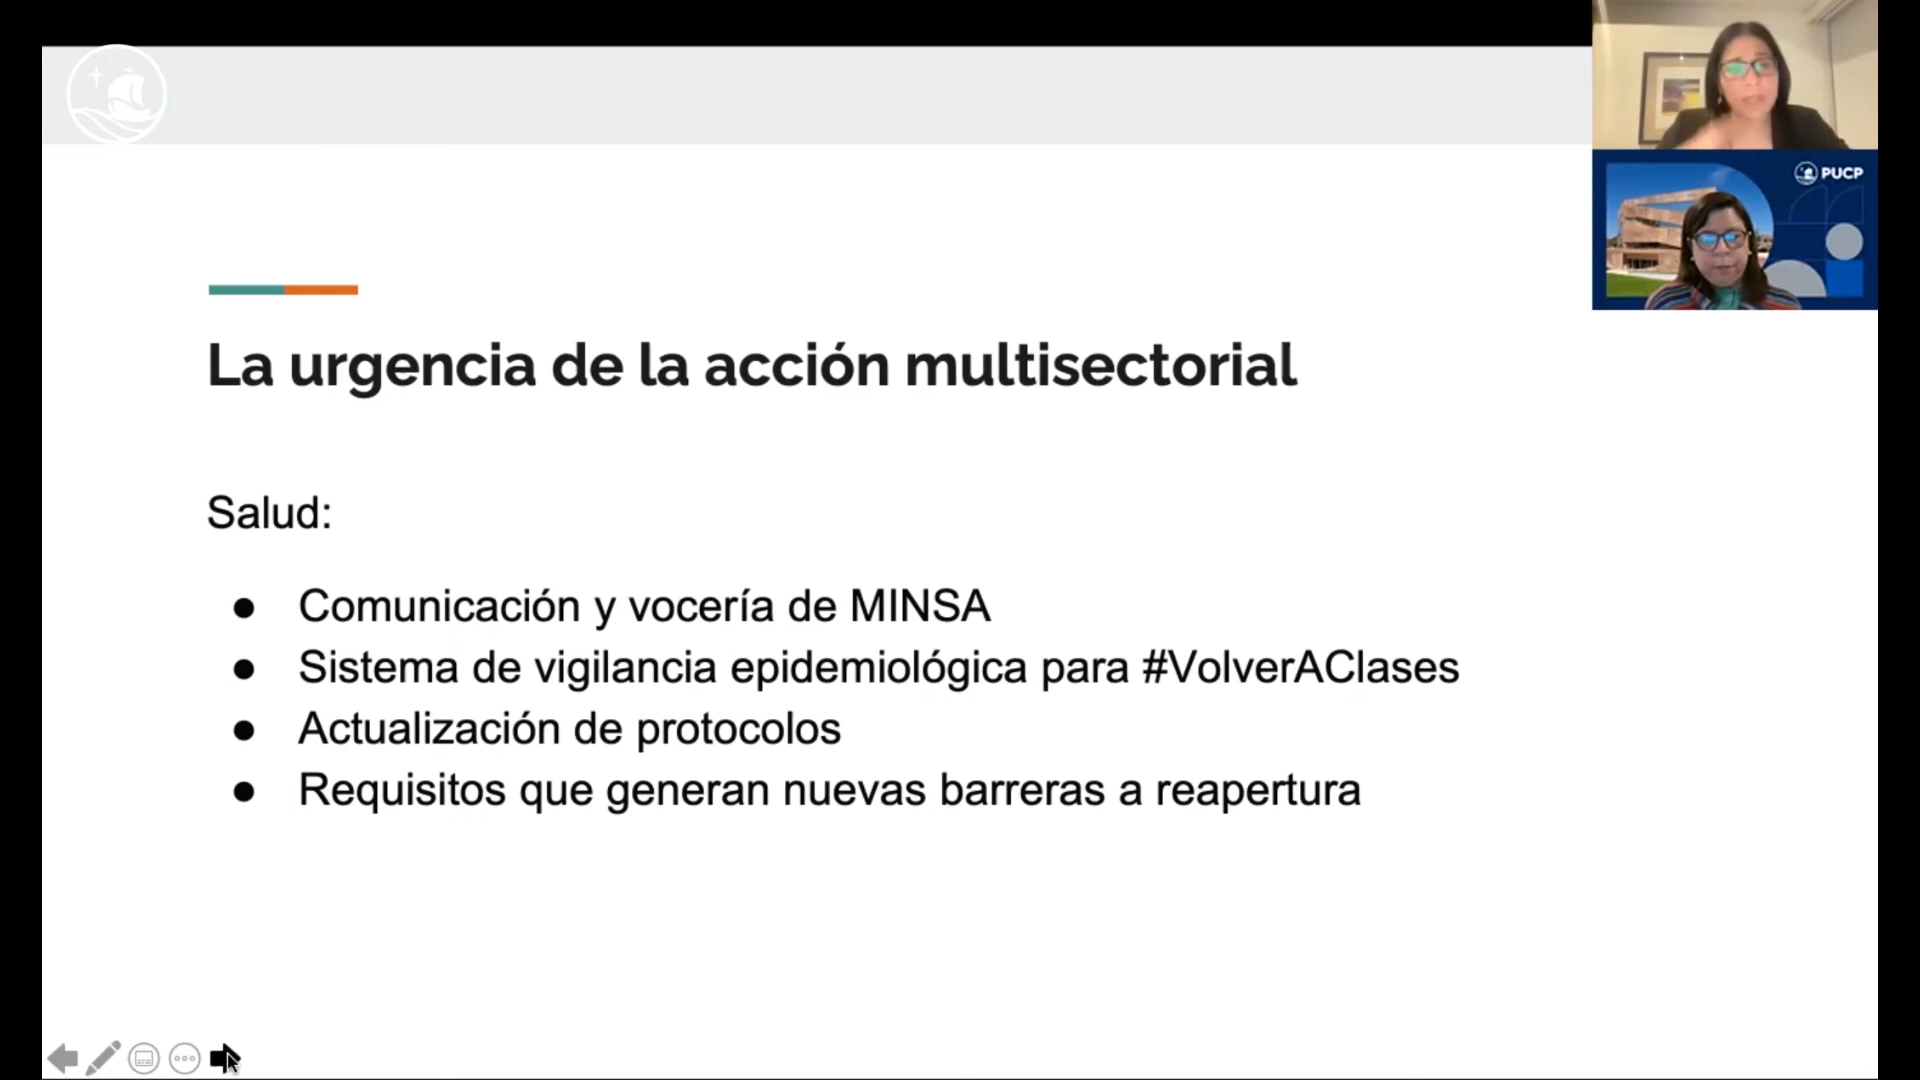 PUCP
La urgencia de la acción multisectorial
Salud:
● Comunicación y vocería de MINSA
● Sistema de vigilancia epidemiológica para #VolverAClases
● Actualización de protocolos
● Requisitos que generan nuevas barreras a reapertura